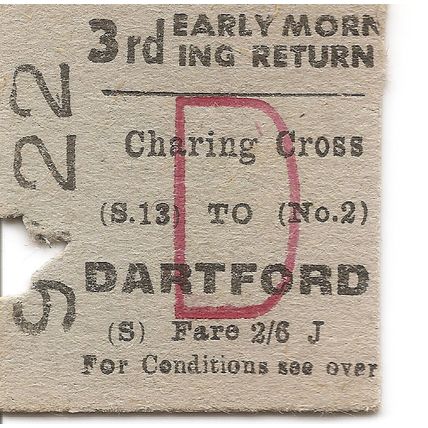 3rd EARLY MORN
ING RETURN
Charing Cross
(S.13) TO (No.2)
DARTFORD
(S) Fare 2/6 J
For Conditions see over
D
922